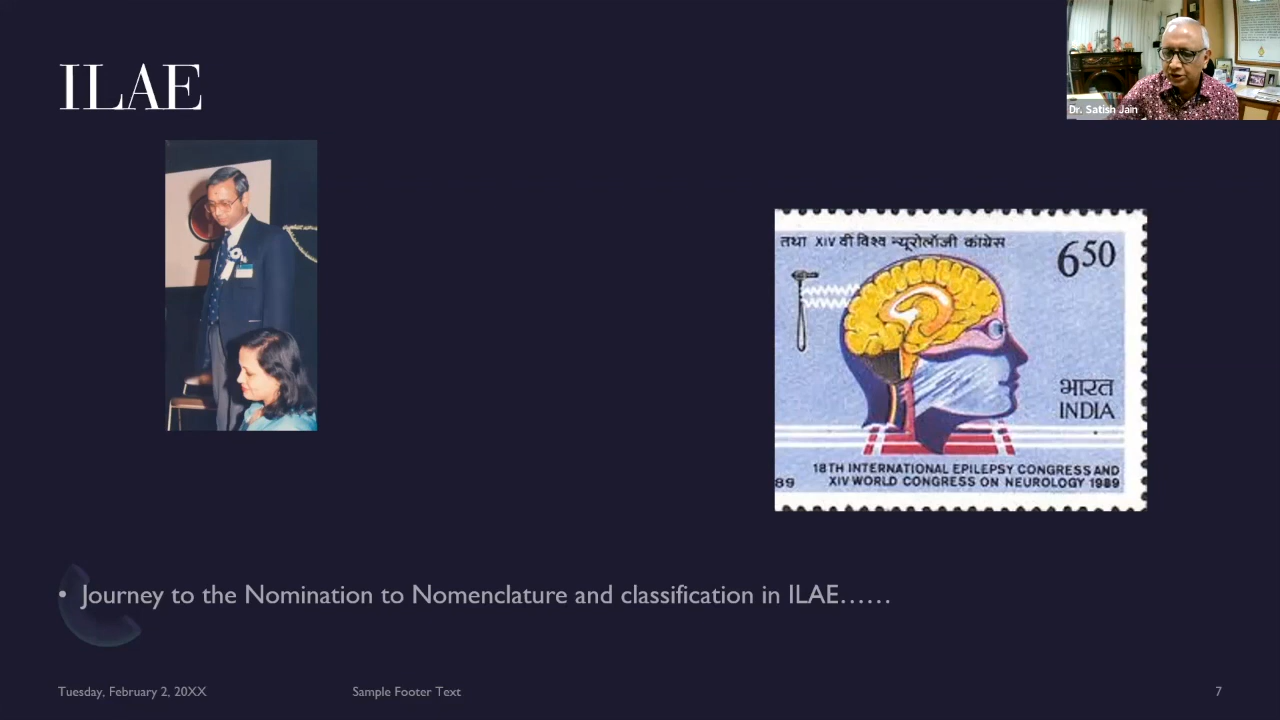 ILAE
Dr. Satish Jain
तथा XIV वीं विश्व न्यूरोलॉजी कांग्रेस
650
भारत
INDIA
18TH INTERNATIONAL EPILEPSY CONGRESS AND
89 XIV WORLD CONGRESS ON NEUROLOGY 1989
• Journey to the Nomination to Nomenclature and classification in ILAE……
Tuesday, February 2, 20XX
Sample Footer Text
7